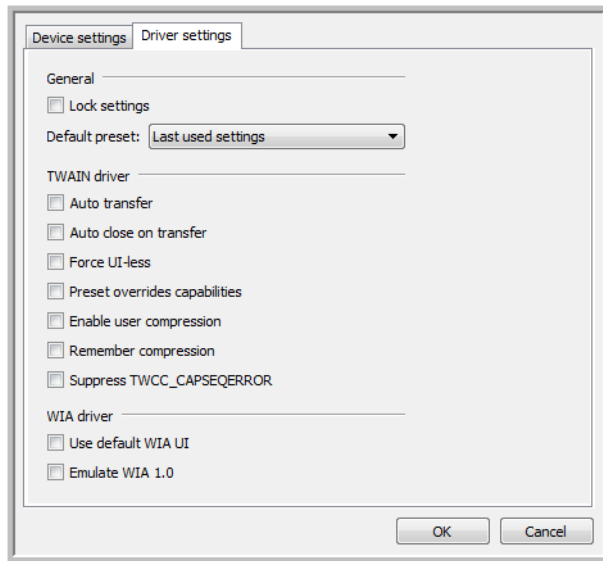 Device settings
Driver settings
General
Lock settings
Default preset: Last used settings
TWAIN driver
Auto transfer
Auto close on transfer
Force UI-less
Preset overrides capabilities
Enable user compression
Remember compression
Suppress TWCC_CAPSEQERROR
WIA driver
Use default WIA UI
Emulate WIA 1.0
OK
Cancel